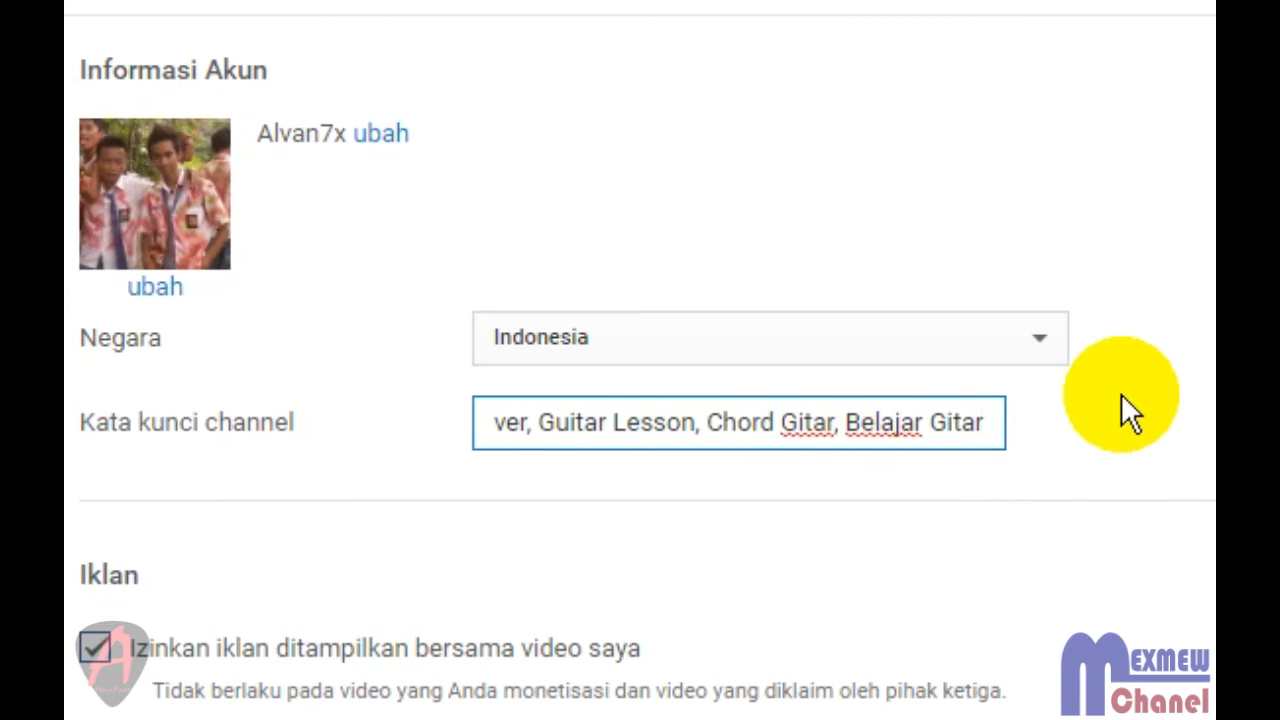 Informasi Akun
Alvan7x ubah
ubah
Negara
Indonesia
Kata kunci channel
ver, Guitar Lesson, Chord Gitar, Belajar Gitar
Iklan
Izinkan iklan ditampilkan bersama video saya
Tidak berlaku pada video yang Anda monetisasi dan video yang diklaim oleh pihak ketiga.
MEXMEW
Chanel